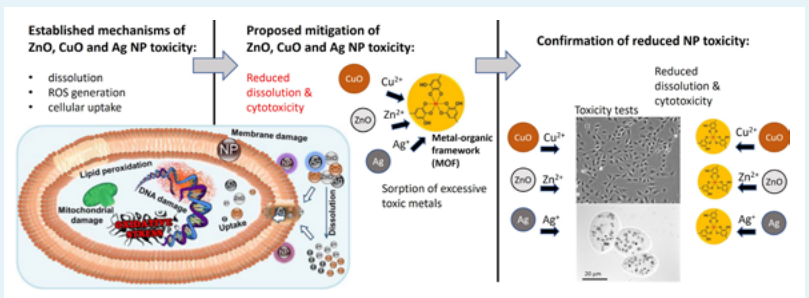 Established mechanisms of
ZnO, CuO and Ag NP toxicity:
• dissolution
• ROS generation
• cellular uptake
Membrane damage
NP
Lipid peroxidation
DNA damage
Mitochondrial
damage
OXIDATIVE
STRESS
Uptake
Dissolution
NP
NP
Proposed mitigation of
ZnO, CuO and Ag NP toxicity:
Reduced
dissolution &
cytotoxicity
CuO
Cu²⁺
ZnO
Zn²⁺
Ag
Ag⁺
Metal-organic
framework
(MOF)
Sorption of excessive
toxic metals
Confirmation of reduced NP toxicity:
Reduced
dissolution &
cytotoxicity
Toxicity tests
CuO Cu²⁺
Cu²⁺ CuO
ZnO Zn²⁺
Zn²⁺ ZnO
Ag Ag⁺
Ag⁺ Ag
20 µm